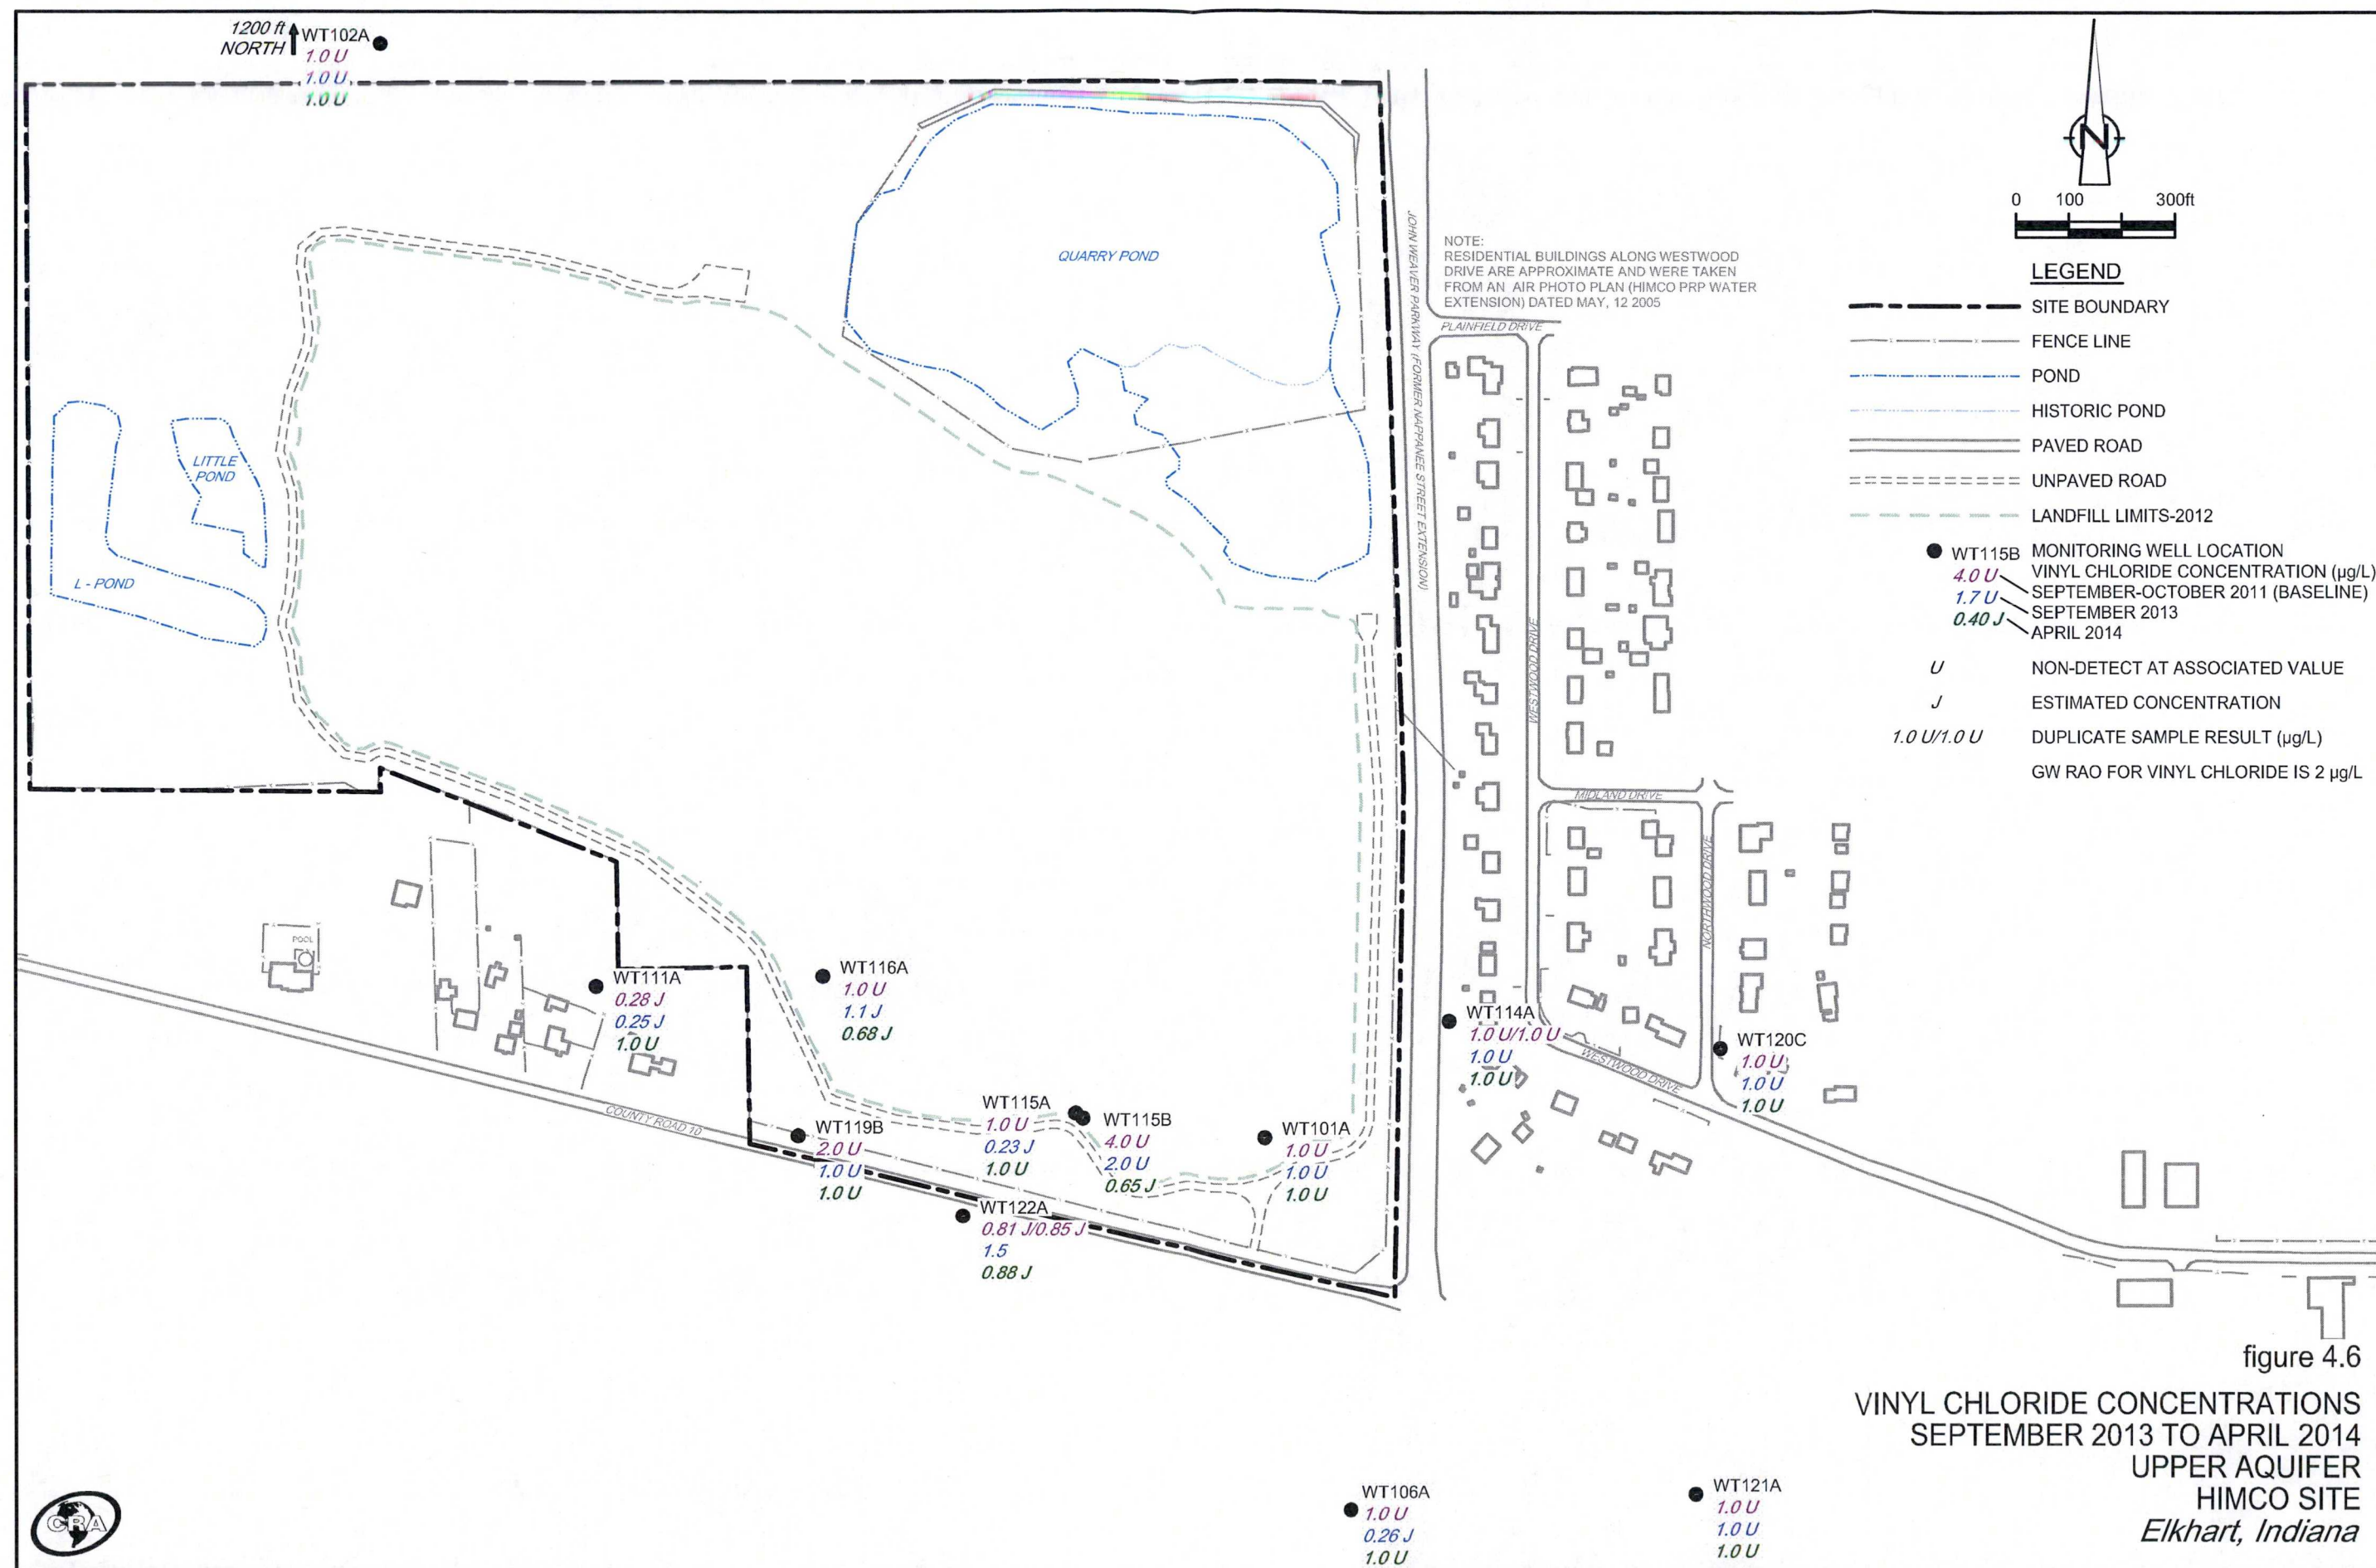 1200 ft
NORTH
WT102A
1.0 U
1.0 U
1.0 U
QUARRY POND
LITTLE
POND
L - POND
JOHN WEAVER PARKWAY (FORMER NAPPANEE STREET EXTENSION)
NOTE:
RESIDENTIAL BUILDINGS ALONG WESTWOOD
DRIVE ARE APPROXIMATE AND WERE TAKEN
FROM AN AIR PHOTO PLAN (HIMCO PRP WATER
EXTENSION) DATED MAY, 12 2005
PLAINFIELD DRIVE
WESTWOOD DRIVE
MIDLAND DRIVE
NORTHWOOD DRIVE
WESTWOOD DRIVE
N
0 100 300ft
LEGEND
SITE BOUNDARY
FENCE LINE
POND
HISTORIC POND
PAVED ROAD
UNPAVED ROAD
LANDFILL LIMITS-2012
WT115B MONITORING WELL LOCATION
VINYL CHLORIDE CONCENTRATION (µg/L)
4.0 U SEPTEMBER-OCTOBER 2011 (BASELINE)
1.7 U SEPTEMBER 2013
0.40 J APRIL 2014
U NON-DETECT AT ASSOCIATED VALUE
J ESTIMATED CONCENTRATION
1.0 U/1.0 U DUPLICATE SAMPLE RESULT (µg/L)
GW RAO FOR VINYL CHLORIDE IS 2 µg/L
POOL
COUNTY ROAD 10
WT111A
0.28 J
0.25 J
1.0 U
WT116A
1.0 U
1.1 J
0.68 J
WT119B
2.0 U
1.0 U
1.0 U
WT115A
1.0 U
0.23 J
1.0 U
WT115B
4.0 U
2.0 U
0.65 J
WT122A
0.81 J/0.85 J
1.5
0.88 J
WT101A
1.0 U
1.0 U
1.0 U
WT114A
1.0 U/1.0 U
1.0 U
1.0 U
WT120C
1.0 U
1.0 U
1.0 U
WT106A
1.0 U
0.26 J
1.0 U
WT121A
1.0 U
1.0 U
1.0 U
figure 4.6
VINYL CHLORIDE CONCENTRATIONS
SEPTEMBER 2013 TO APRIL 2014
UPPER AQUIFER
HIMCO SITE
Elkhart, Indiana
CRA